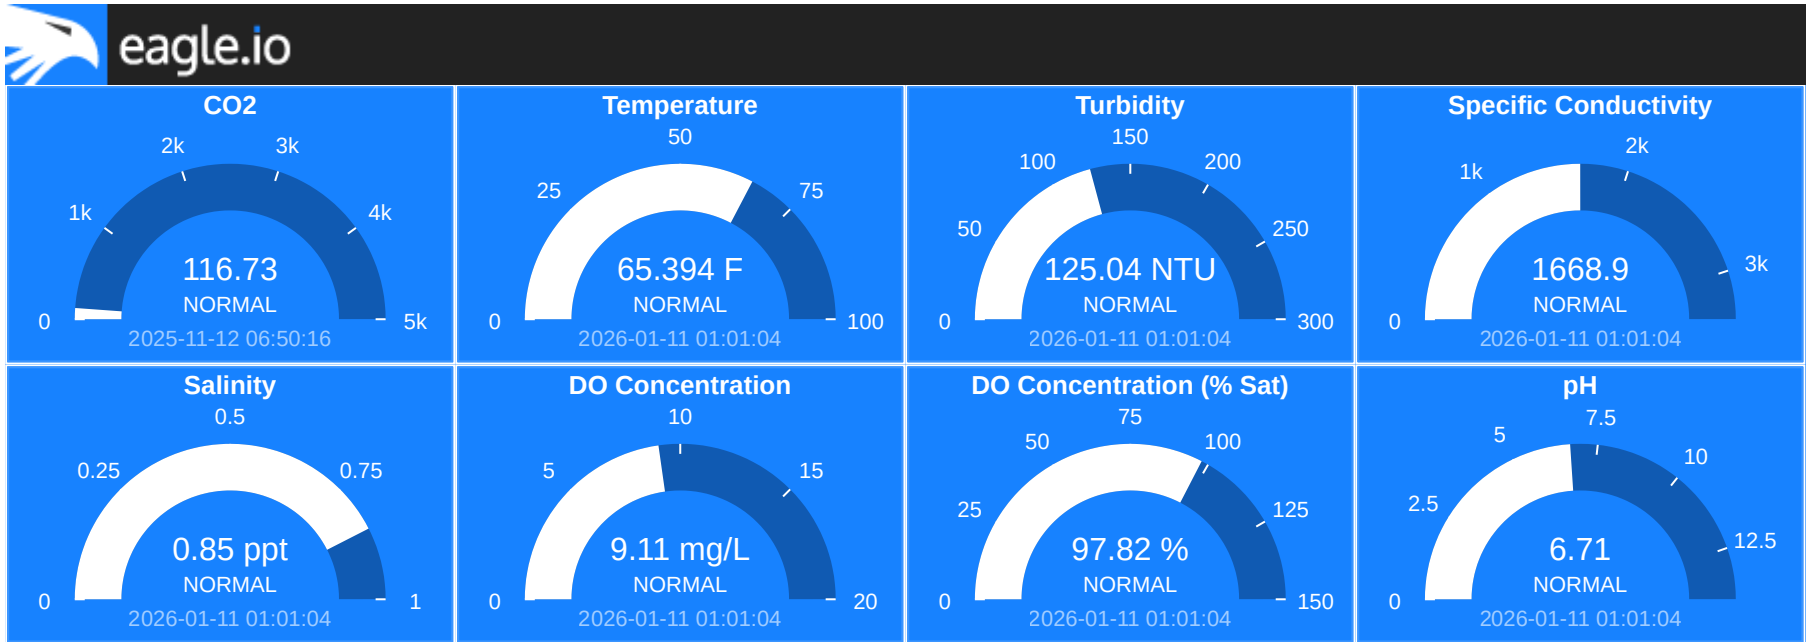 eagle.io
CO2
2k 3k
1k 4k
116.73
NORMAL
0 5k
2025-11-12 06:50:16
Temperature
50
25 75
65.394 F
NORMAL
0 100
2026-01-11 01:01:04
Turbidity
150
100 200
50 250
125.04 NTU
NORMAL
0 300
2026-01-11 01:01:04
Specific Conductivity
2k
1k
3k
1668.9
NORMAL
0
2026-01-11 01:01:04
Salinity
0.5
0.25 0.75
0.85 ppt
NORMAL
0 1
2026-01-11 01:01:04
DO Concentration
10
5 15
9.11 mg/L
NORMAL
0 20
2026-01-11 01:01:04
DO Concentration (% Sat)
75
50 100
25 125
97.82 %
NORMAL
0 150
2026-01-11 01:01:04
pH
7.5
5
10
2.5
12.5
6.71
NORMAL
0
2026-01-11 01:01:04